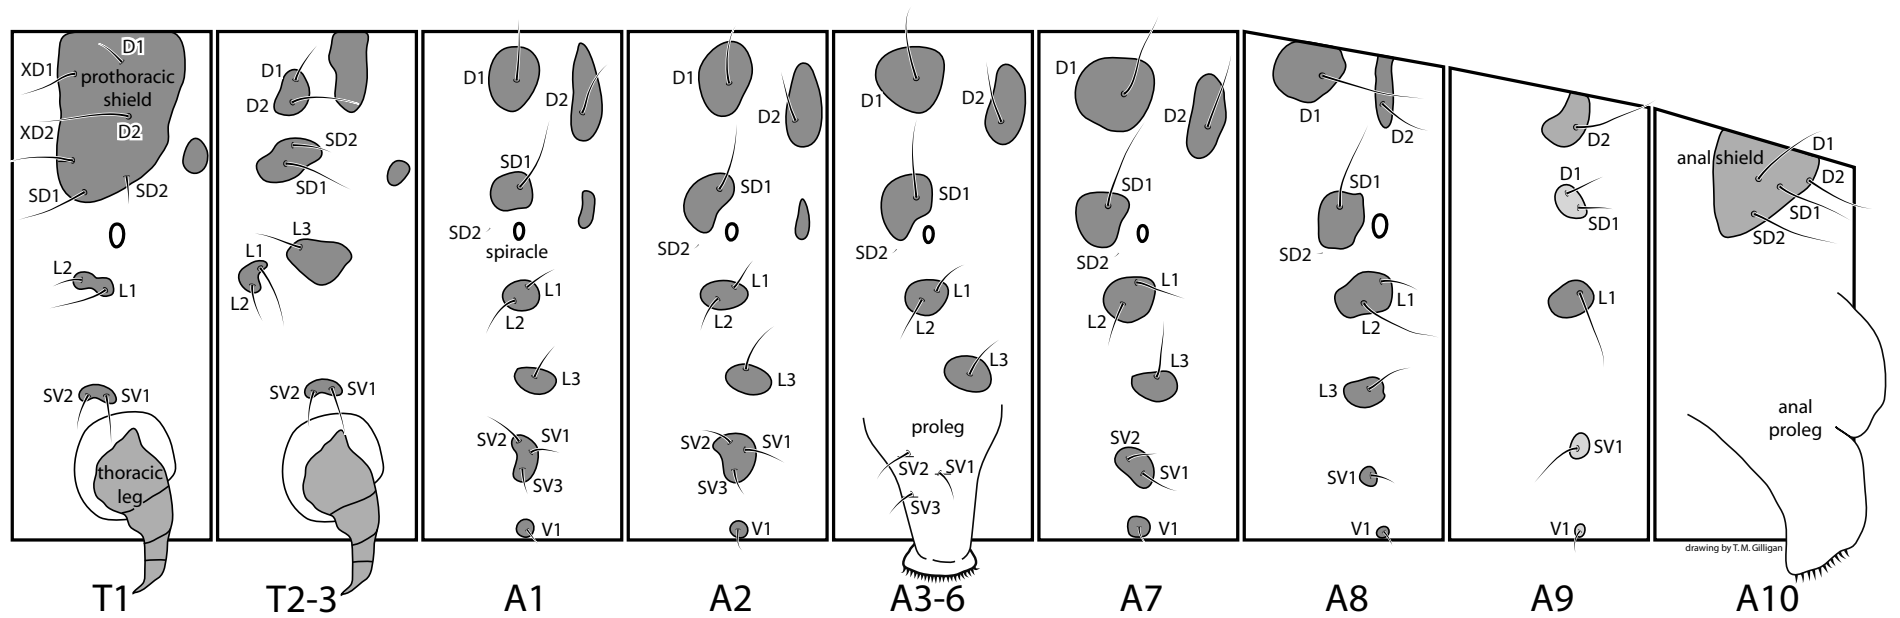 D1
XD1
prothoracic
shield
XD2
D2
SD1
SD2
L2
L1
SV2
SV1
thoracic
leg
T1
D1
D2
SD2
SD1
L3
L1
L2
SV2
SV1
T2-3
D1
D2
SD1
SD2
spiracle
L1
L2
L3
SV2
SV1
SV3
V1
A1
D1
D2
SD1
SD2
L1
L2
L3
SV2
SV1
SV3
V1
A2
D1
D2
SD1
SD2
L1
L2
L3
proleg
SV2
SV1
SV3
A3-6
D1
D2
SD1
SD2
L1
L2
L3
SV2
SV1
V1
A7
D1
D2
SD1
SD2
L1
L2
L3
SV1
V1
A8
D2
D1
SD1
L1
SV1
V1
A9
D1
anal shield
D2
SD1
SD2
anal
proleg
drawing by T. M. Gilligan
A10